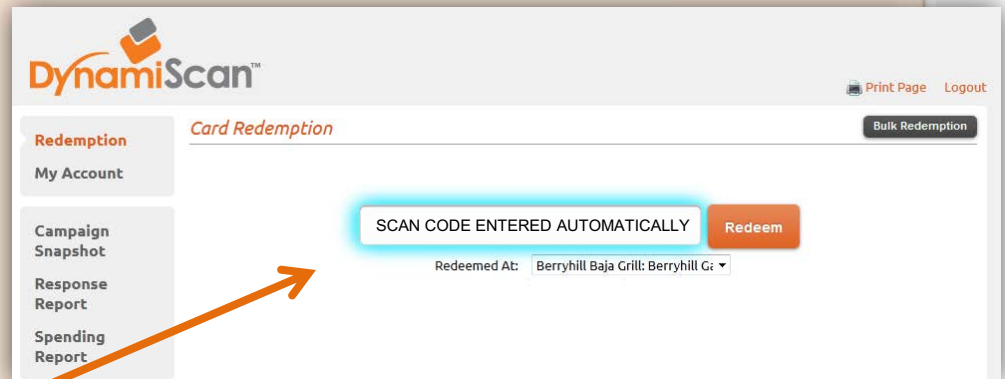 DynamiScan™
Print Page Logout
Redemption
My Account
Campaign
Snapshot
Response
Report
Spending
Report
Card Redemption
Bulk Redemption
SCAN CODE ENTERED AUTOMATICALLY
Redeem
Redeemed At: Berryhill Baja Grill: Berryhill